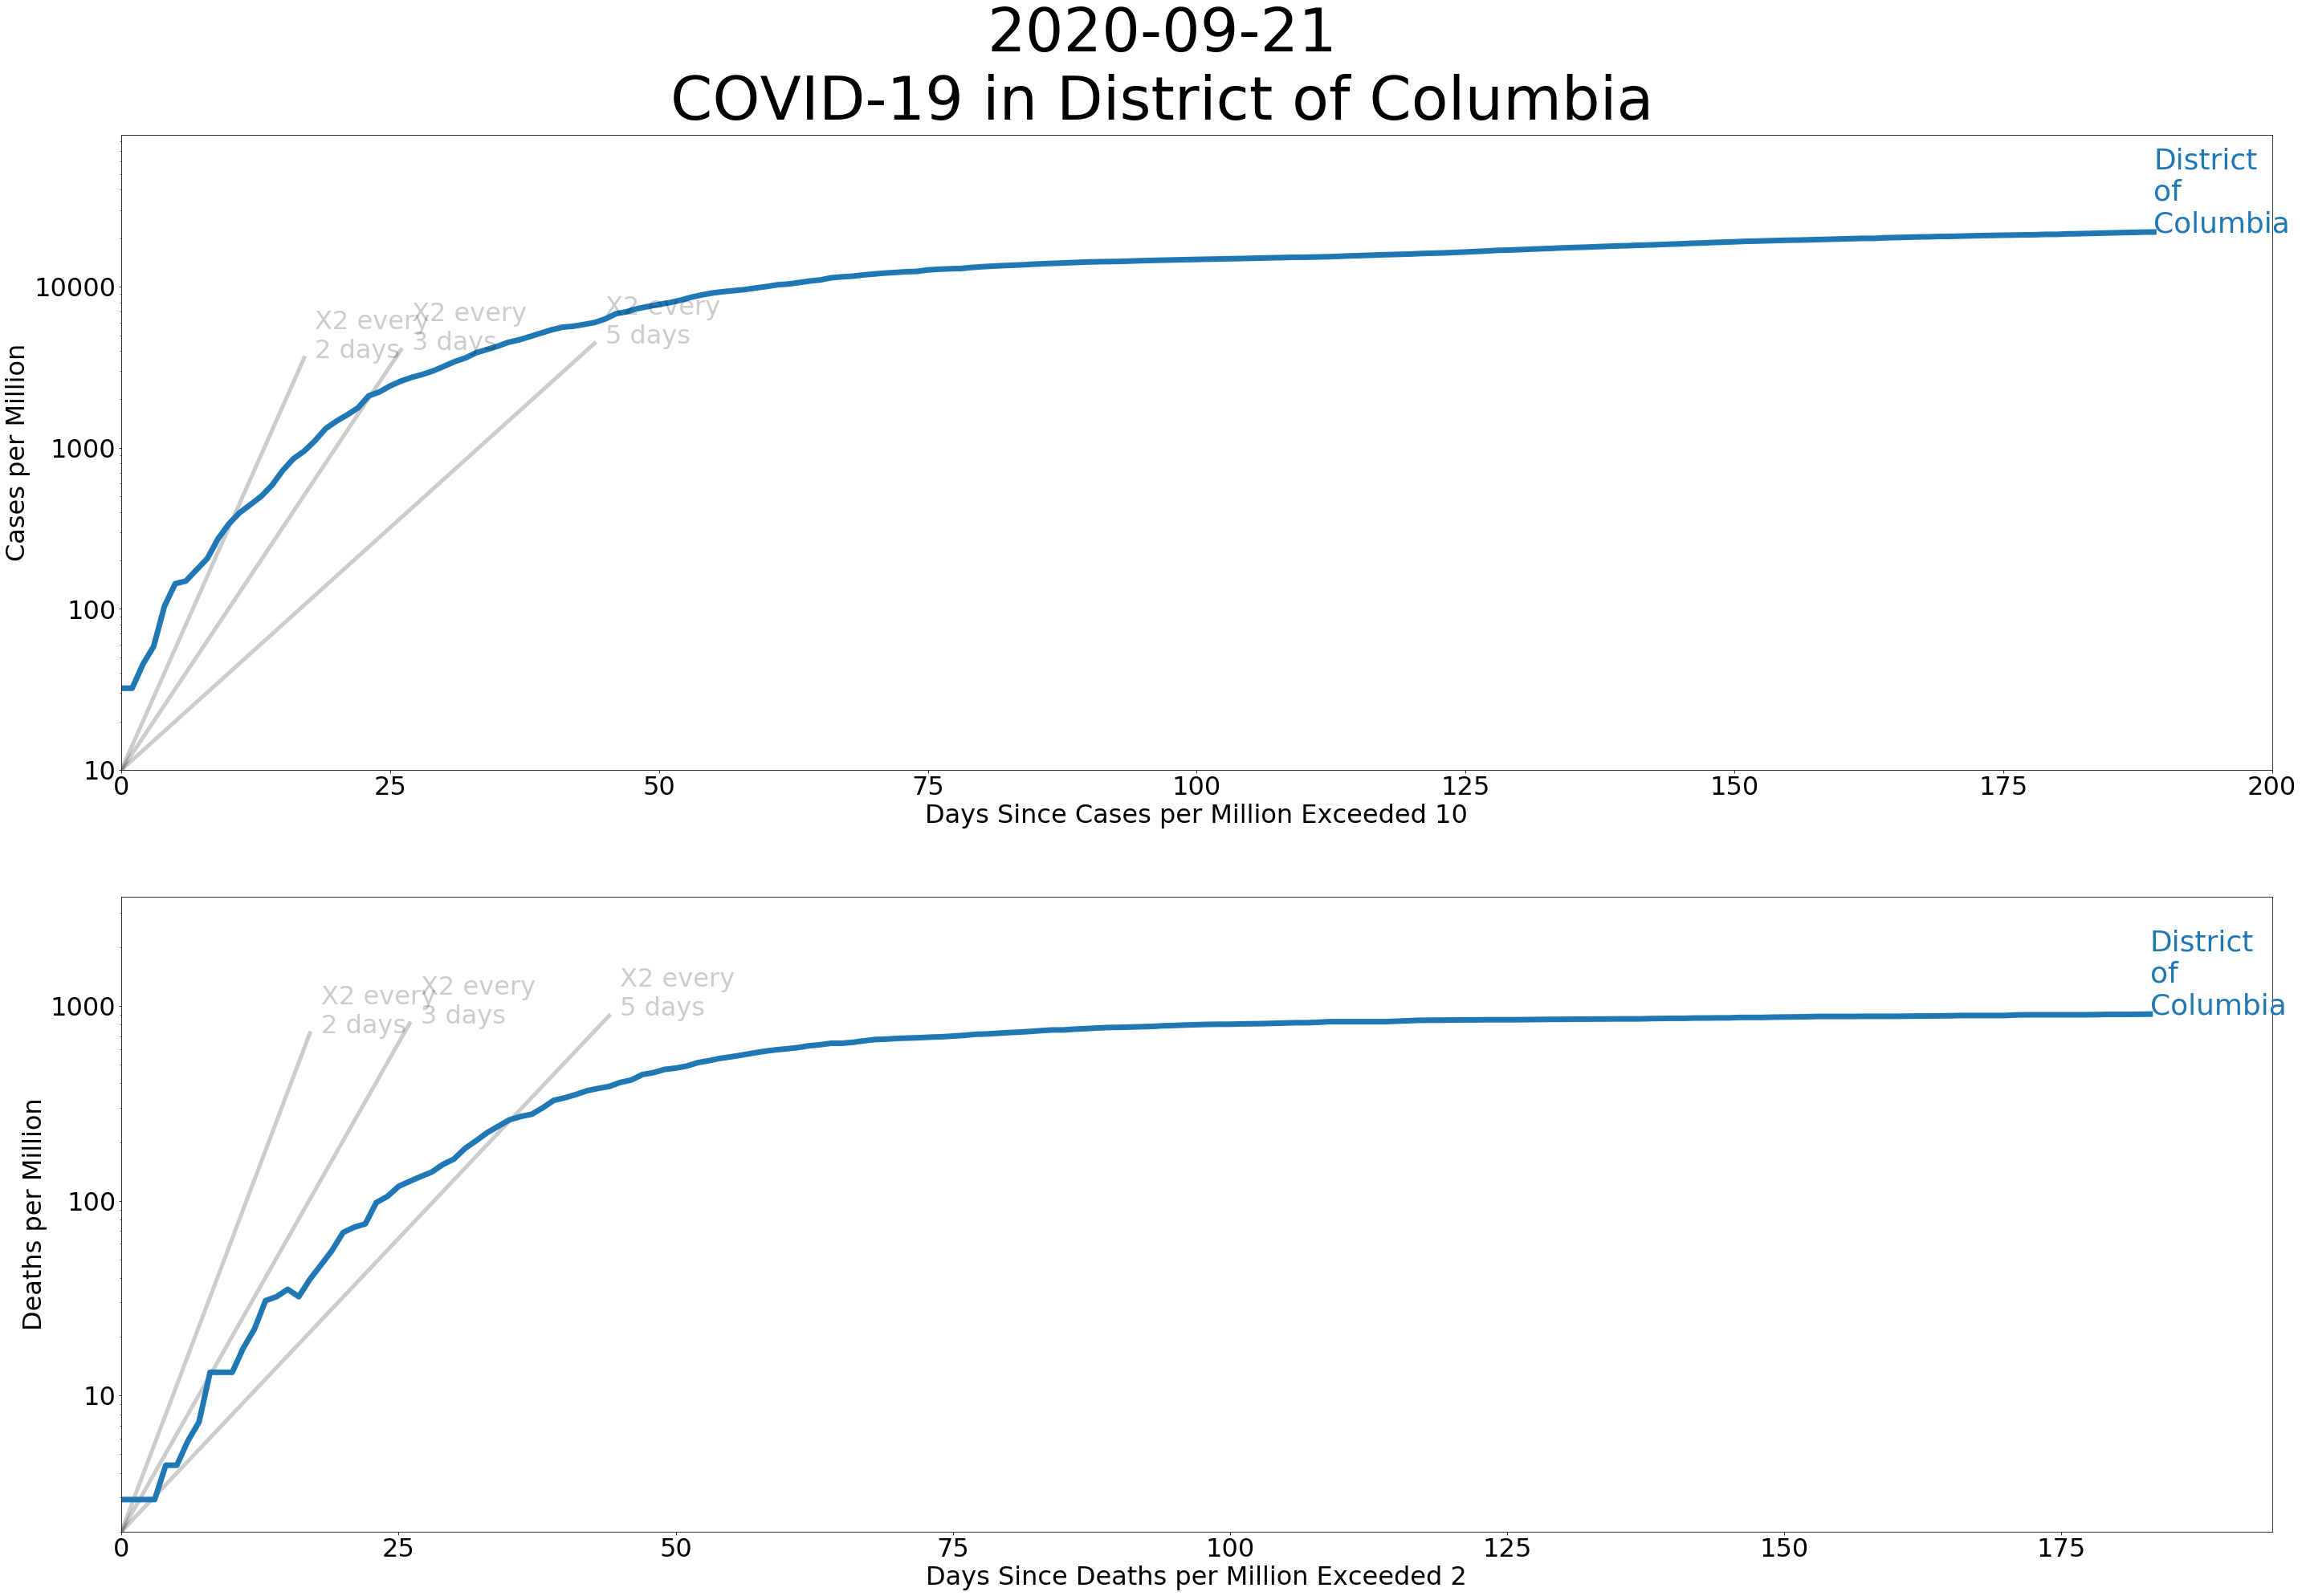 2020-09-21
COVID-19 in District of Columbia
District
of
Columbia
X2 every
2 days
X2 every
3 days
X2 every
5 days
10000
1000
100
10
Cases per Million
0 25 50 75 100 125 150 175 200
Days Since Cases per Million Exceeded 10
District
of
Columbia
X2 every
2 days
X2 every
3 days
X2 every
5 days
1000
100
10
Deaths per Million
0 25 50 75 100 125 150 175
Days Since Deaths per Million Exceeded 2